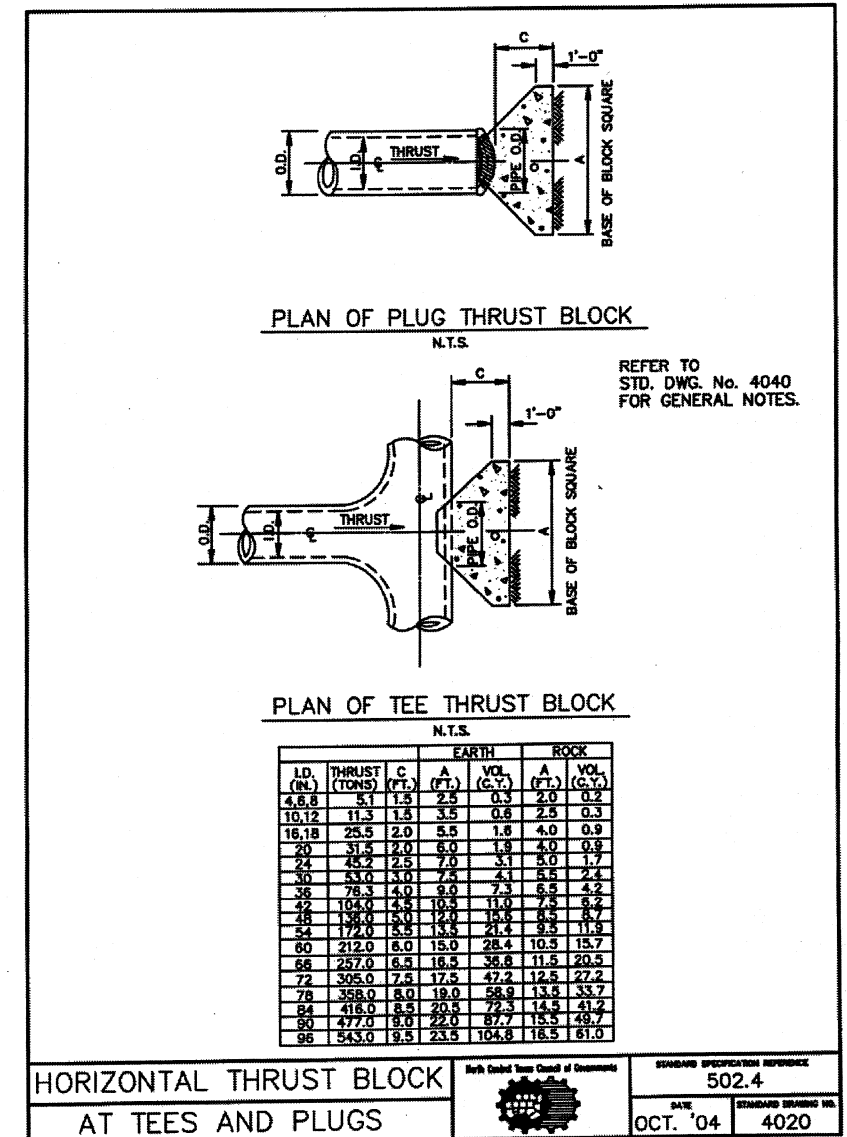 C
1'-0"
O.D.
I.D.
℄
THRUST
PIPE O.D.
A
BASE OF BLOCK SQUARE
PLAN OF PLUG THRUST BLOCK
N.T.S.
REFER TO
STD. DWG. No. 4040
FOR GENERAL NOTES.
C
1'-0"
O.D.
I.D.
℄
THRUST
℄
PIPE O.D.
A
BASE OF BLOCK SQUARE
PLAN OF TEE THRUST BLOCK
N.T.S.
EARTH ROCK
I.D. (IN.) THRUST (TONS) C (FT.) A (FT.) VOL. (C.Y.) A (FT.) VOL. (C.Y.)
4,6,8 5.1 1.5 2.5 0.3 2.0 0.2
10,12 11.3 1.5 3.5 0.6 2.5 0.3
16,18 25.5 2.0 5.5 1.6 4.0 0.9
20 31.5 2.0 6.0 1.9 4.0 0.9
24 45.2 2.5 7.0 3.1 5.0 1.7
30 53.0 3.0 7.5 4.1 5.5 2.4
36 76.3 4.0 9.0 7.3 6.5 4.2
42 104.0 4.5 10.5 11.0 7.5 6.2
48 136.0 5.0 12.0 15.6 8.5 8.7
54 172.0 5.5 13.5 21.4 9.5 11.9
60 212.0 6.0 15.0 28.4 10.5 15.7
66 257.0 6.5 16.5 36.8 11.5 20.5
72 305.0 7.5 17.5 47.2 12.5 27.2
78 358.0 8.0 19.0 58.9 13.5 33.7
84 416.0 8.5 20.5 72.3 14.5 41.2
90 477.0 9.0 22.0 87.7 15.5 49.7
96 543.0 9.5 23.5 104.8 16.5 61.0
HORIZONTAL THRUST BLOCK
AT TEES AND PLUGS
North Central Texas Council of Governments
STANDARD SPECIFICATION REFERENCE
502.4
DATE
OCT. '04
STANDARD DRAWING NO.
4020